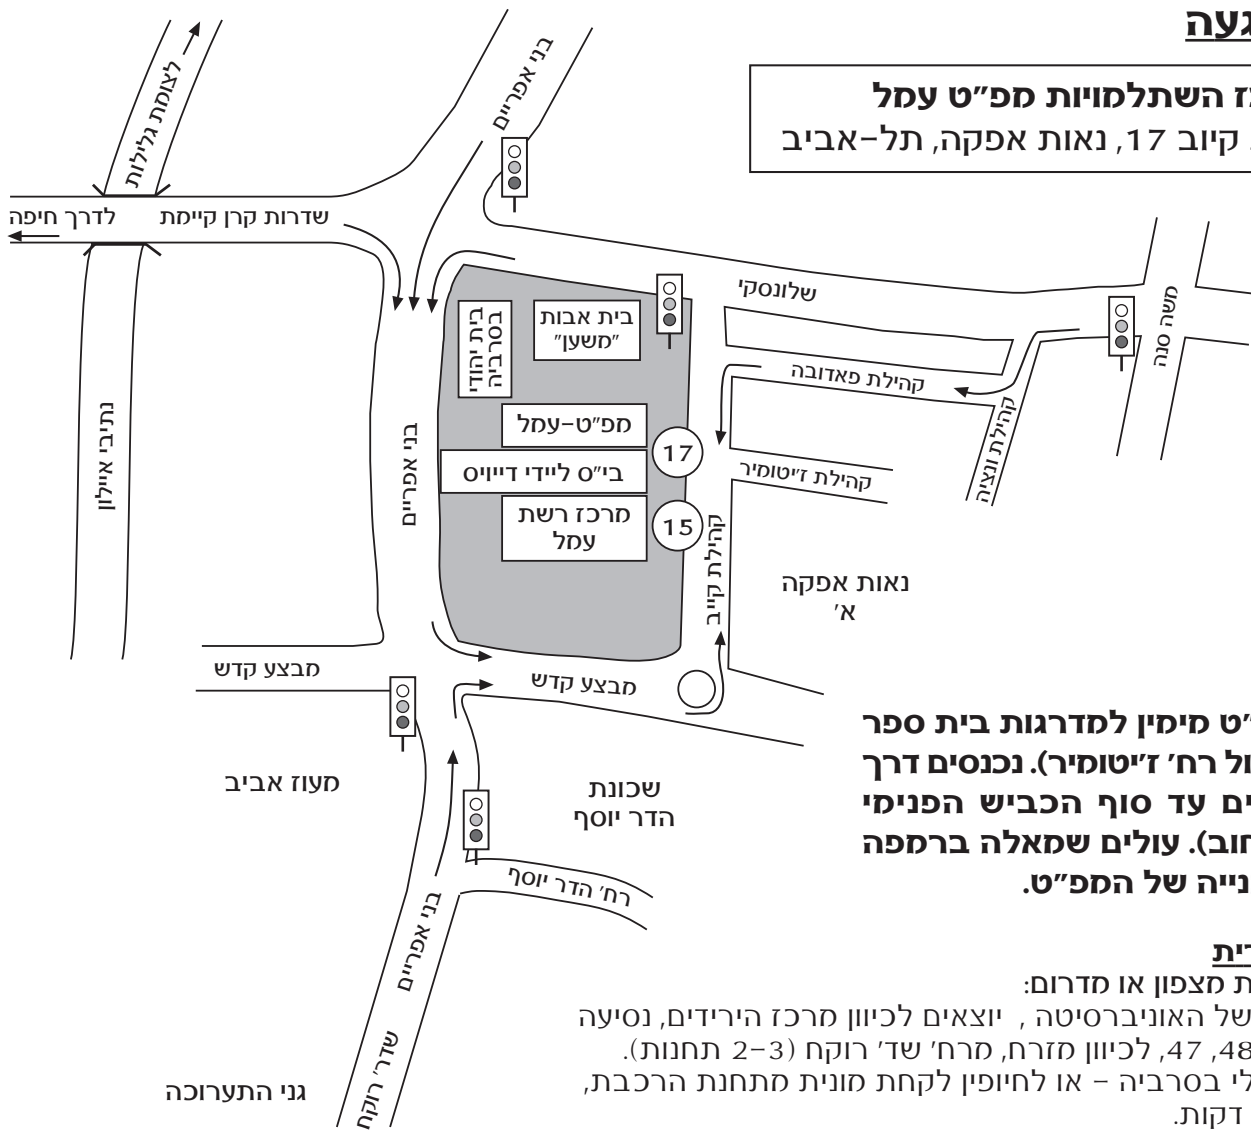 ז השתלמויות מפ״ט עמל
קיוב 17, נאות אפקה, תל-אביב
בני אפריים
לצומת גלילות
לדרך חיפה
שדרות קרן קיימת
שלונסקי
משה סנה
בית יהודי
בסרביה
בית אבות
"משען"
קהילת פאדובה
קהילת ונציה
מפ״ט-עמל
17
בי״ס ליידי דייויס
קהילת ז'יטומיר
מרכז רשת
עמל
15
נתיבי איילון
בני אפריים
קהילת קייב
נאות אפקה
א'
מבצע קדש
מבצע קדש
מעוז אביב
שכונת
הדר יוסף
רח' הדר יוסף
בני אפריים
שדר' רוקח
גני התערוכה
״ט מימין למדרגות בית ספר
ול רח' ז'יטומיר). נכנסים דרך
ים עד סוף הכביש הפנימי
חוב). עולים שמאלה ברמפה
נייה של המפ״ט.
ת מצפון או מדרום:
של האוניברסיטה , יוצאים לכיוון מרכז הירידים, נסיעה
48, 47, לכיוון מזרח, מרח' שד' רוקח (2-3 תחנות).
לי בסרביה - או לחיופין לקחת מונית מתחנת הרכבת,
דקות.